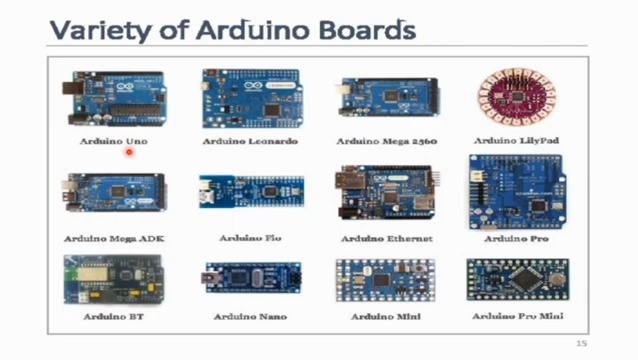 Variety of Arduino Boards
Arduino Uno
Arduino Leonardo
Arduino Mega 2560
Arduino LilyPad
Arduino Mega ADK
Arduino Fio
Arduino Ethernet
Arduino Pro
Arduino BT
Arduino Nano
Arduino Mini
Arduino Pro Mini
15